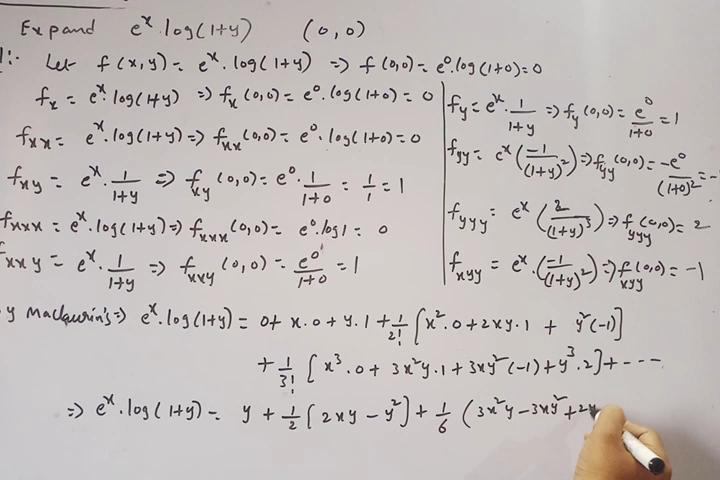 Expand e^x . log(1+y) (0,0)
Let f(x,y) = e^x . log(1+y) ⇒ f(0,0) = e^0 . log(1+0) = 0
f_x = e^x . log(1+y) ⇒ f_x(0,0) = e^0 . log(1+0) = 0
f_xx = e^x . log(1+y) ⇒ f_xx(0,0) = e^0 . log(1+0) = 0
f_xy = e^x . 1/(1+y) ⇒ f_xy(0,0) = e^0 . 1/(1+0) = 1/1 = 1
f_xxx = e^x . log(1+y) ⇒ f_xxx(0,0) = e^0 . log 1 = 0
f_xxy = e^x . 1/(1+y) ⇒ f_xxy(0,0) = e^0/(1+0) = 1
f_y = e^x . 1/(1+y) ⇒ f_y(0,0) = e^0/(1+0) = 1
f_yy = e^x (-1/(1+y)^2) ⇒ f_yy(0,0) = -e^0/(1+0)^2 = -
f_yyy = e^x (2/(1+y)^3) ⇒ f_yyy(0,0) = 2
f_xyy = e^x . (-1/(1+y)^2) ⇒ f_xyy(0,0) = -1
y Maclaurin's ⇒ e^x . log(1+y) = 0 + x . 0 + y . 1 + 1/2! [x^2 . 0 + 2xy . 1 + y^2(-1)]
+ 1/3! [x^3 . 0 + 3x^2y . 1 + 3xy^2(-1) + y^3 . 2] + ----
⇒ e^x . log(1+y) = y + 1/2 [2xy - y^2] + 1/6 (3x^2y - 3xy^2 + 2y